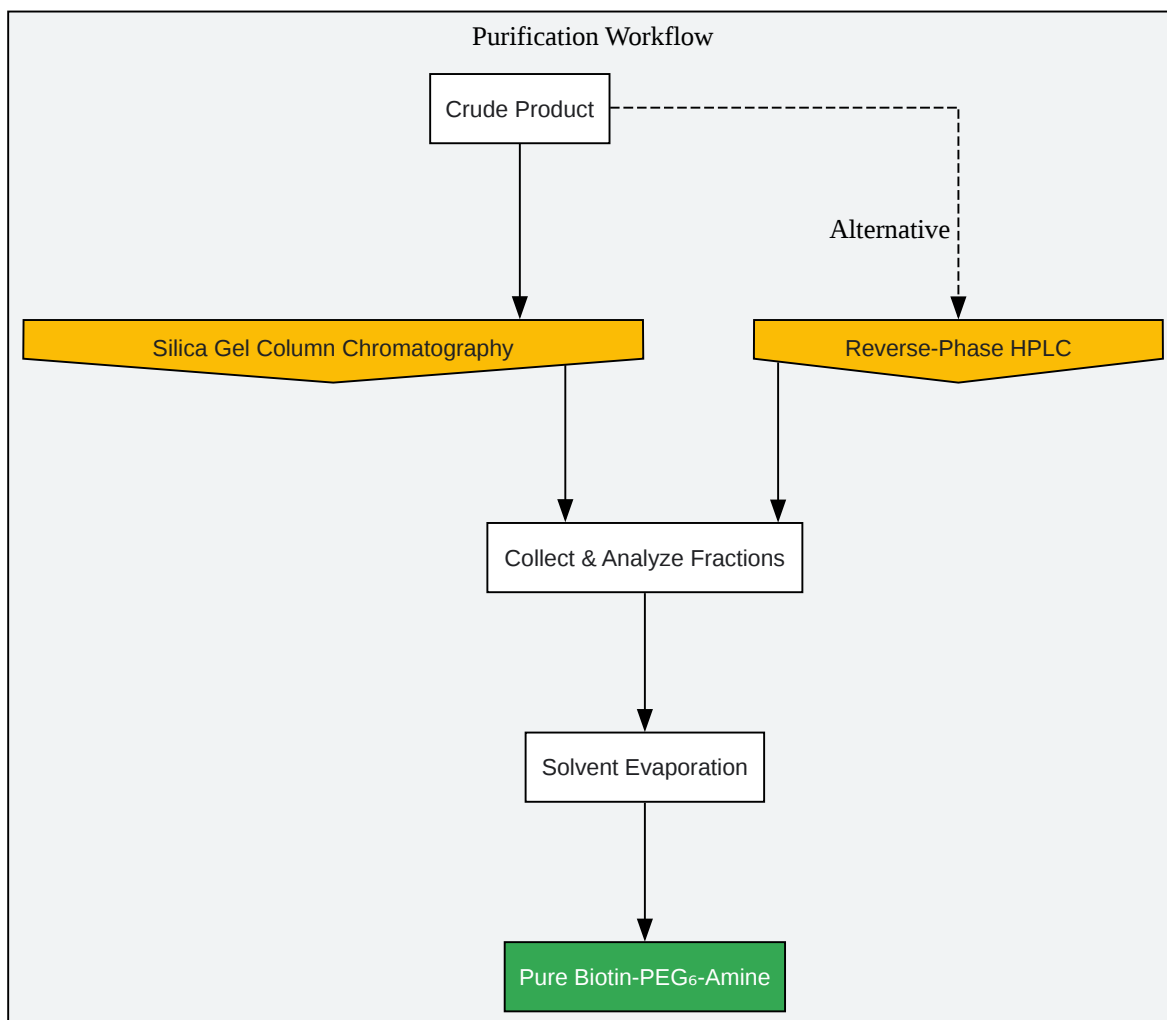 Purification Workflow
Crude Product
Alternative
Silica Gel Column Chromatography
Reverse-Phase HPLC
Collect & Analyze Fractions
Solvent Evaporation
Pure Biotin-PEG₆-Amine